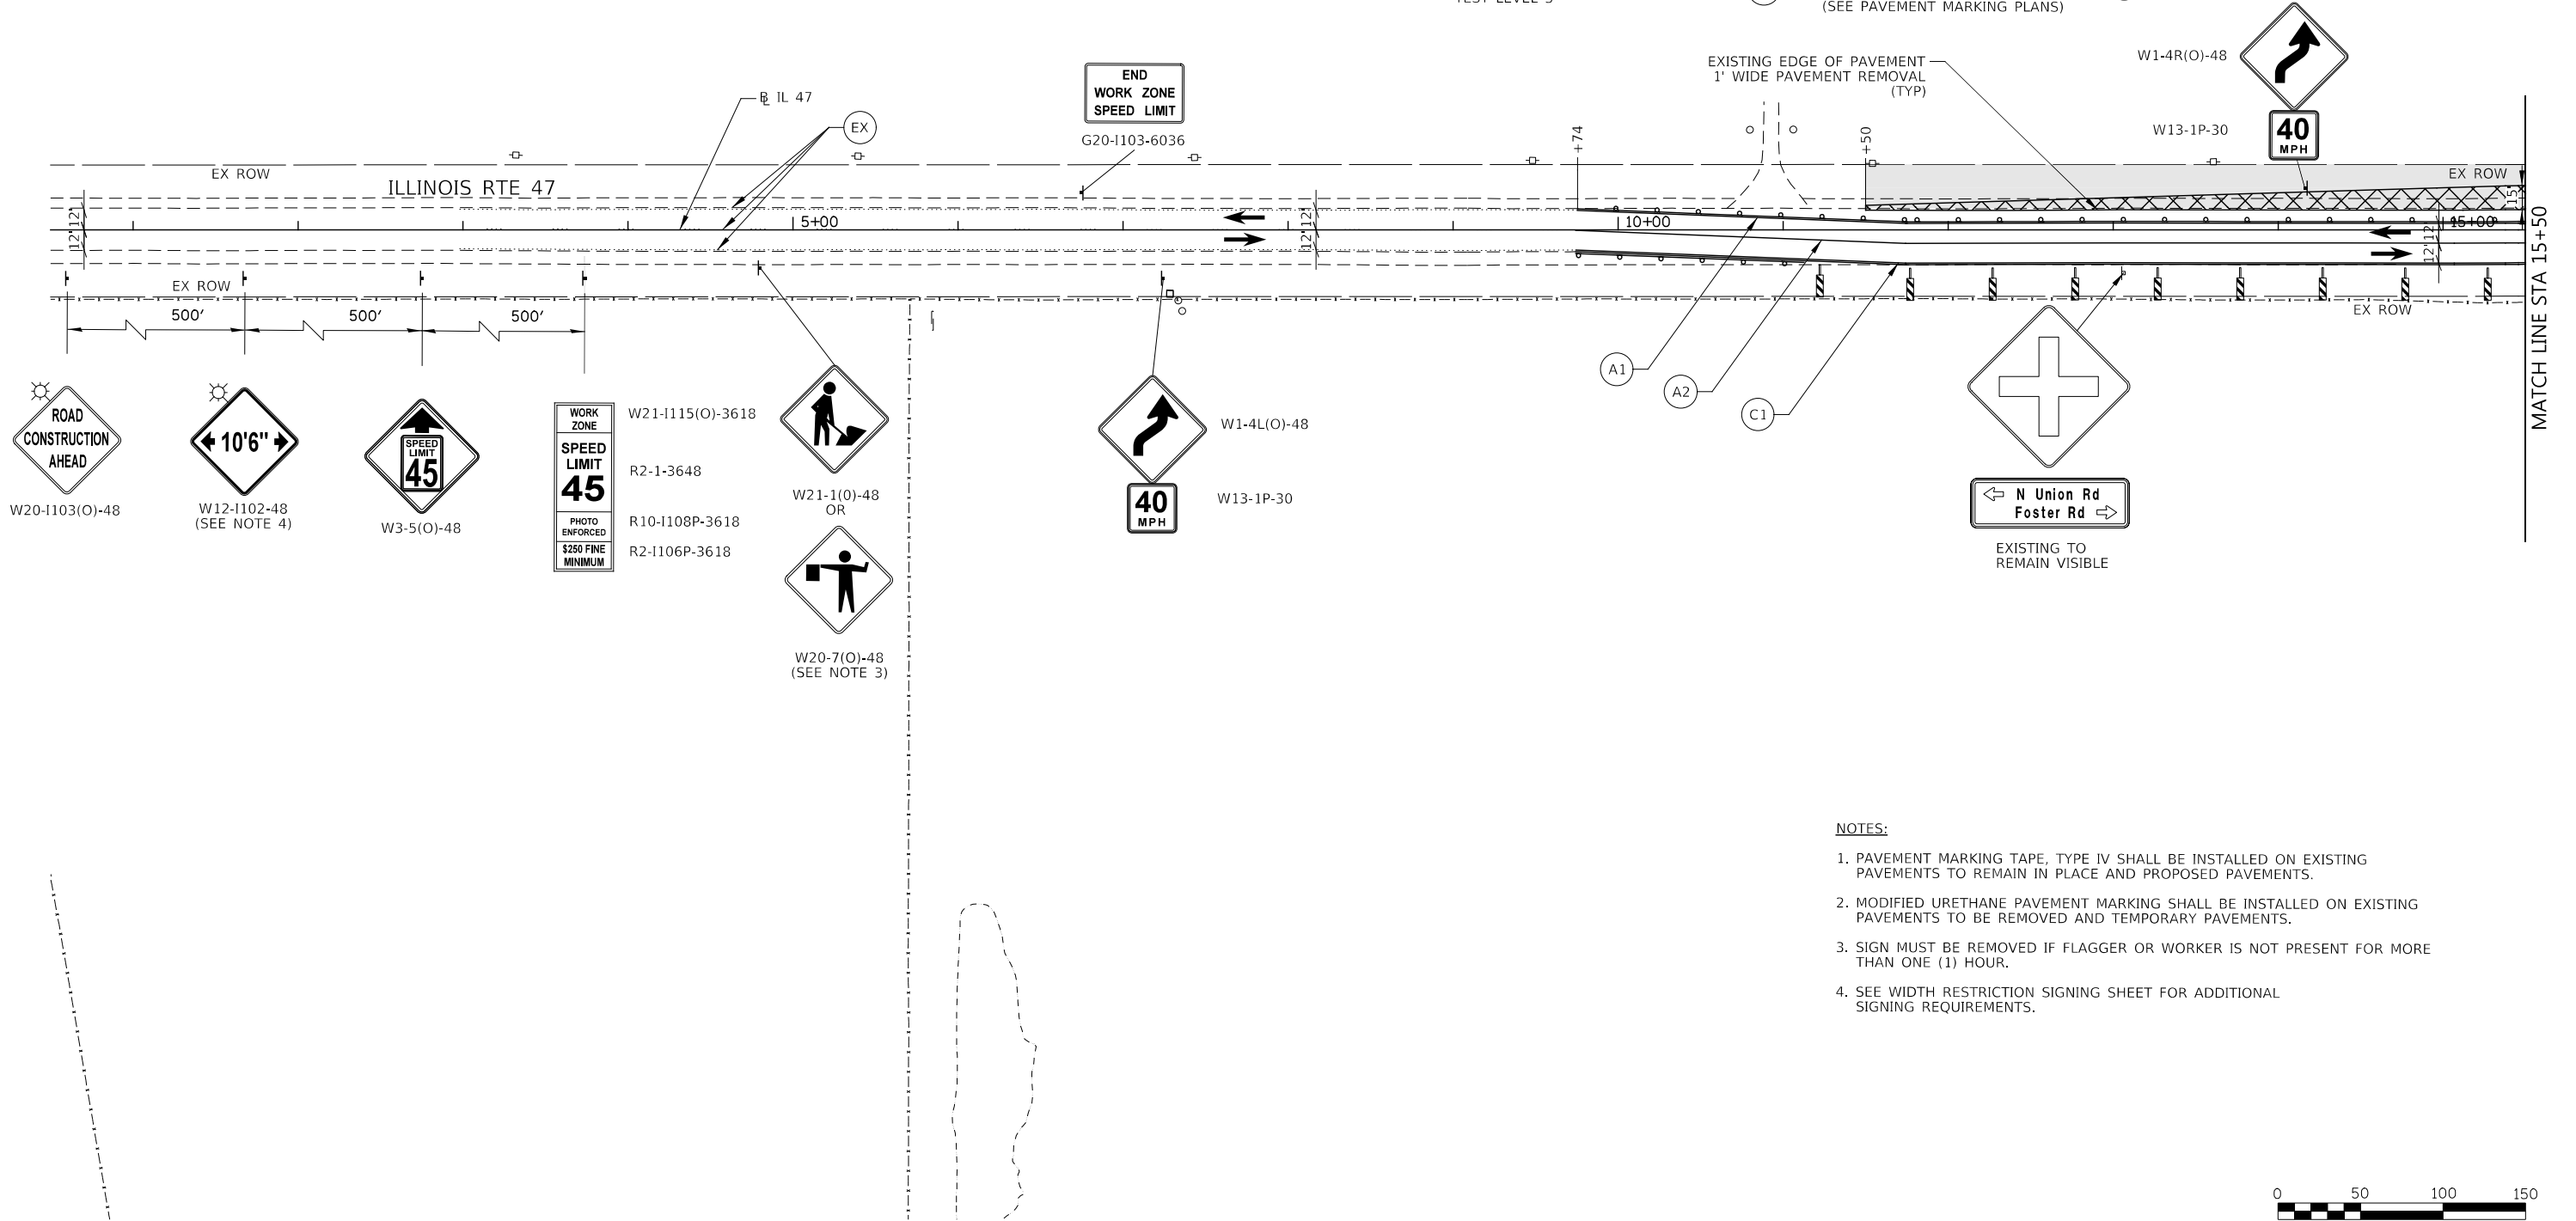 (SEE PAVEMENT MARKING PLANS)
W1-4R(O)-48
40
MPH
W13-1P-30
EXISTING EDGE OF PAVEMENT
1' WIDE PAVEMENT REMOVAL
(TYP)
END
WORK ZONE
SPEED LIMIT
G20-I103-6036
℄ IL 47
EX
+74
+50
EX ROW
EX ROW
ILLINOIS RTE 47
12'
12'
5+00
12'
12'
10+00
12'
12'
15'
15+00
MATCH LINE STA 15+50
EX ROW
EX ROW
500'
500'
500'
ROAD
CONSTRUCTION
AHEAD
W20-I103(O)-48
10'6"
W12-I102-48
(SEE NOTE 4)
SPEED
LIMIT
45
W3-5(O)-48
WORK
ZONE
SPEED
LIMIT
45
PHOTO
ENFORCED
$250 FINE
MINIMUM
W21-I115(O)-3618
R2-1-3648
R10-I108P-3618
R2-I106P-3618
W21-1(0)-48
OR
W20-7(O)-48
(SEE NOTE 3)
W1-4L(O)-48
40
MPH
W13-1P-30
A1
A2
C1
N Union Rd
Foster Rd
EXISTING TO
REMAIN VISIBLE
NOTES:
1. PAVEMENT MARKING TAPE, TYPE IV SHALL BE INSTALLED ON EXISTING
PAVEMENTS TO REMAIN IN PLACE AND PROPOSED PAVEMENTS.
2. MODIFIED URETHANE PAVEMENT MARKING SHALL BE INSTALLED ON EXISTING
PAVEMENTS TO BE REMOVED AND TEMPORARY PAVEMENTS.
3. SIGN MUST BE REMOVED IF FLAGGER OR WORKER IS NOT PRESENT FOR MORE
THAN ONE (1) HOUR.
4. SEE WIDTH RESTRICTION SIGNING SHEET FOR ADDITIONAL
SIGNING REQUIREMENTS.
0 50 100 150